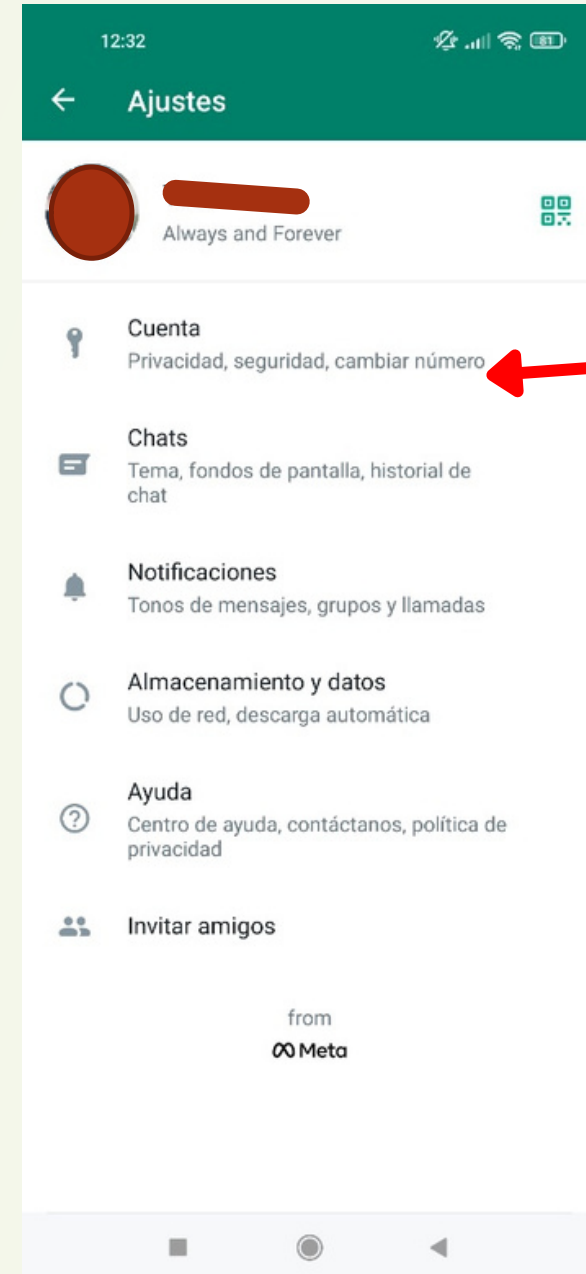 12:32
81
Ajustes
Always and Forever
Cuenta
Privacidad, seguridad, cambiar número
Chats
Tema, fondos de pantalla, historial de
chat
Notificaciones
Tonos de mensajes, grupos y llamadas
Almacenamiento y datos
Uso de red, descarga automática
Ayuda
Centro de ayuda, contáctanos, política de
privacidad
Invitar amigos
from
Meta